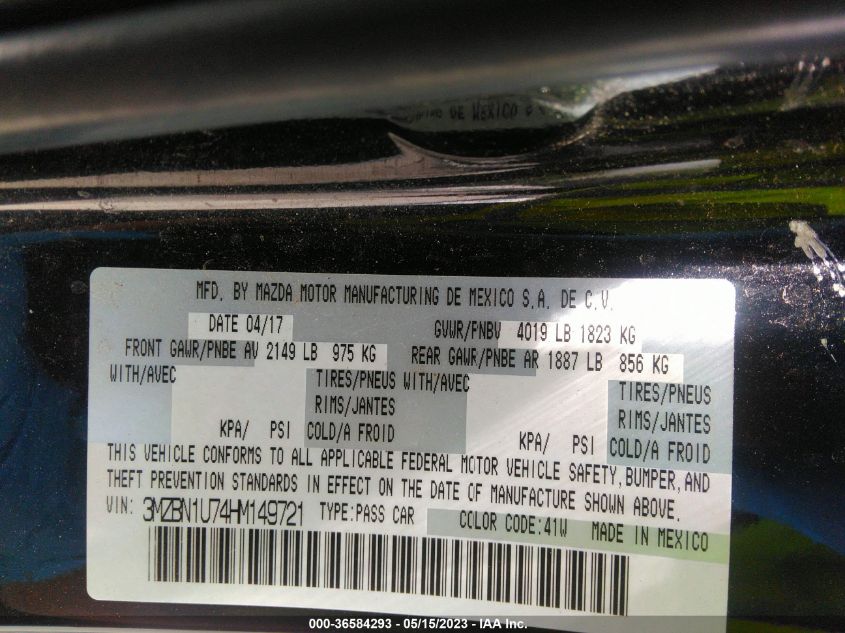 DE MEXICO
MFD. BY MAZDA MOTOR MANUFACTURING DE MEXICO S.A. DE C.V.
DATE 04/17 GVWR/PNBV 4019 LB 1823 KG
FRONT GAWR/PNBE AV 2149 LB 975 KG REAR GAWR/PNBE AR 1887 LB 856 KG
WITH/AVEC TIRES/PNEUS WITH/AVEC TIRES/PNEUS
RIMS/JANTES RIMS/JANTES
KPA/ PSI COLD/A FROID KPA/ PSI COLD/A FROID
THIS VEHICLE CONFORMS TO ALL APPLICABLE FEDERAL MOTOR VEHICLE SAFETY, BUMPER, AND
THEFT PREVENTION STANDARDS IN EFFECT ON THE DATE OF MANUFACTURE SHOWN ABOVE.
VIN: 3MZBN1U74HM149721 TYPE:PASS CAR COLOR CODE:41W MADE IN MEXICO
000-36584293 - 05/15/2023 - IAA Inc.